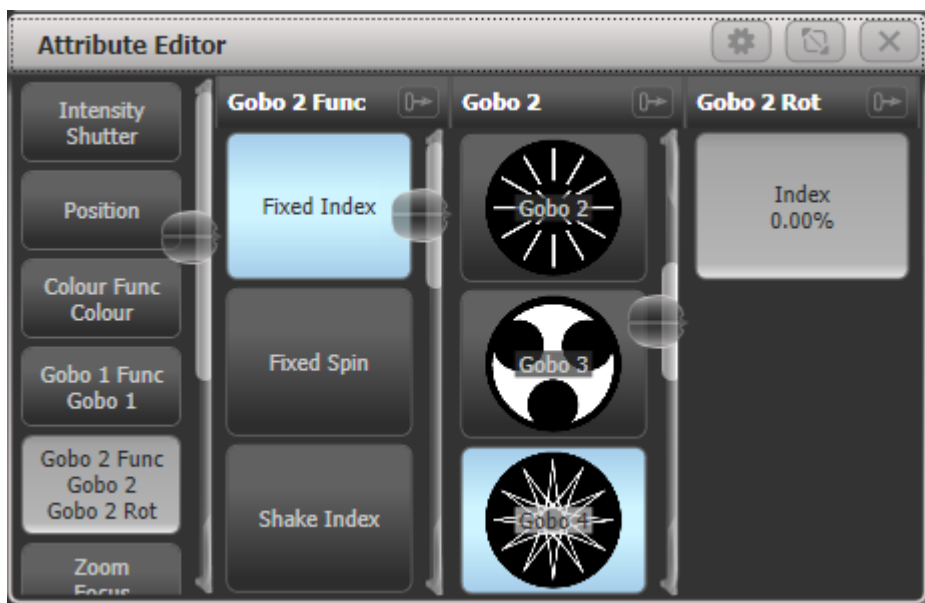 Attribute Editor
Intensity
Shutter
Position
Colour Func
Colour
Gobo 1 Func
Gobo 1
Gobo 2 Func
Gobo 2
Gobo 2 Rot
Zoom
Focus
Gobo 2 Func
Fixed Index
Fixed Spin
Shake Index
Gobo 2
Gobo 2
Gobo 3
Gobo 4
Gobo 2 Rot
Index
0.00%